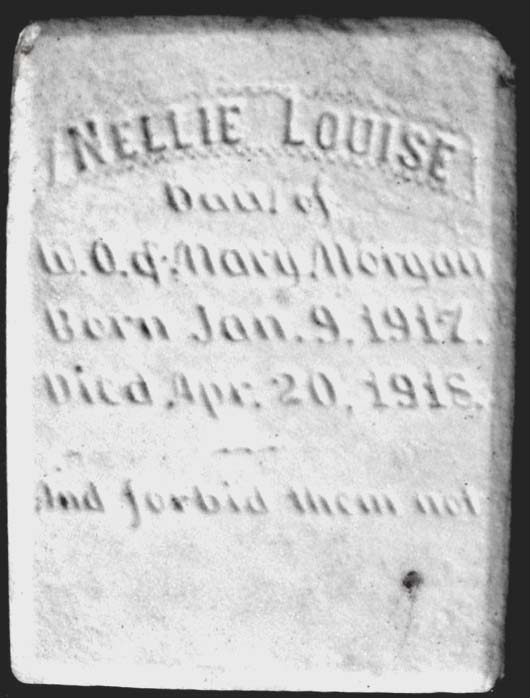 NELLIE LOUISE
Dau. of
W.O. & Mary Morgan
Born Jan. 9, 1917.
Died Apr. 20, 1918.
And forbid them not